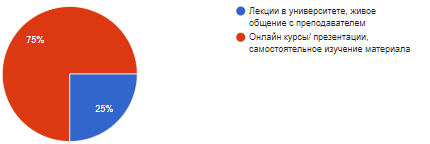 75%
25%
Лекции в университете, живое
общение с преподавателем
Онлайн курсы/ презентации,
самостоятельное изучение материала